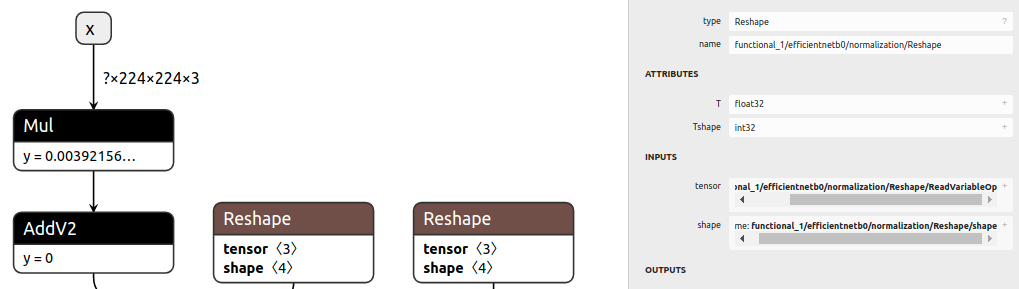 x
?×224×224×3
Mul
y = 0.00392156…
AddV2
y = 0
Reshape
tensor 〈3〉
shape 〈4〉
Reshape
tensor 〈3〉
shape 〈4〉
type Reshape ?
name functional_1/efficientnetb0/normalization/Reshape
ATTRIBUTES
T float32 +
Tshape int32 +
INPUTS
tensor onal_1/efficientnetb0/normalization/Reshape/ReadVariableOp +
shape me: functional_1/efficientnetb0/normalization/Reshape/shape +
OUTPUTS